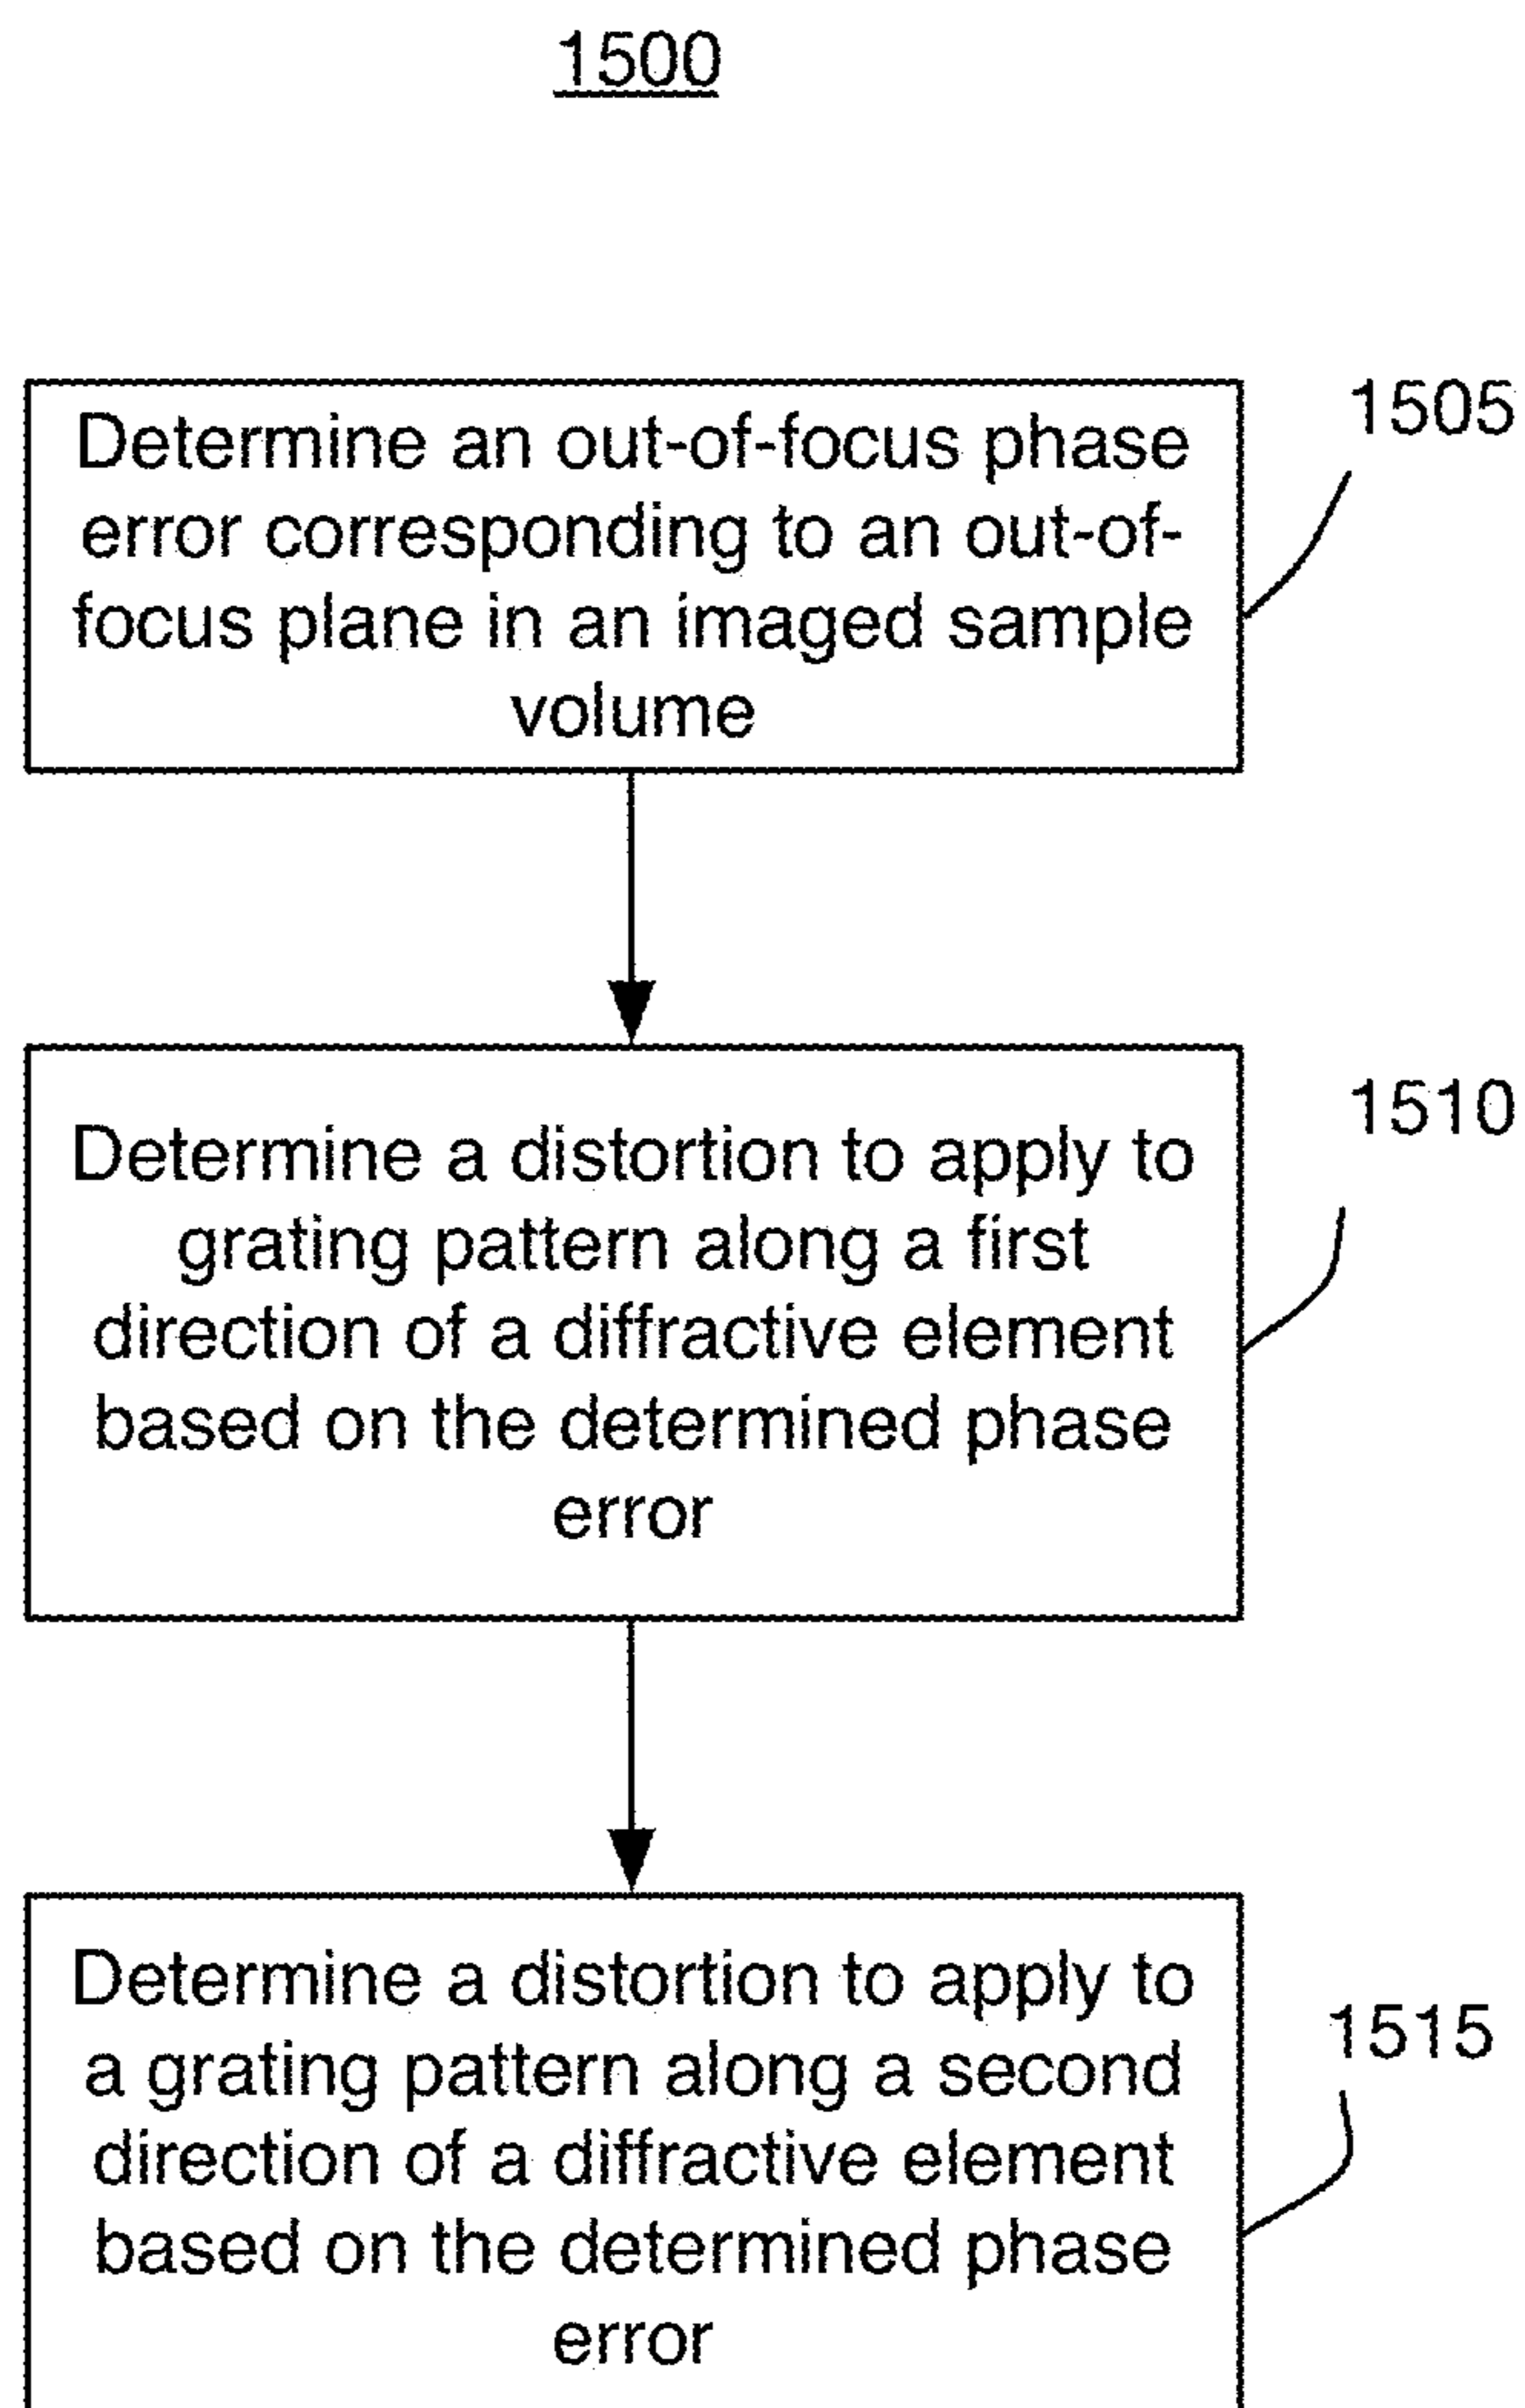 1500
Determine an out-of-focus phase
error corresponding to an out-of-
focus plane in an imaged sample
volume
1505
Determine a distortion to apply to
grating pattern along a first
direction of a diffractive element
based on the determined phase
error
1510
Determine a distortion to apply to
a grating pattern along a second
direction of a diffractive element
based on the determined phase
error
1515